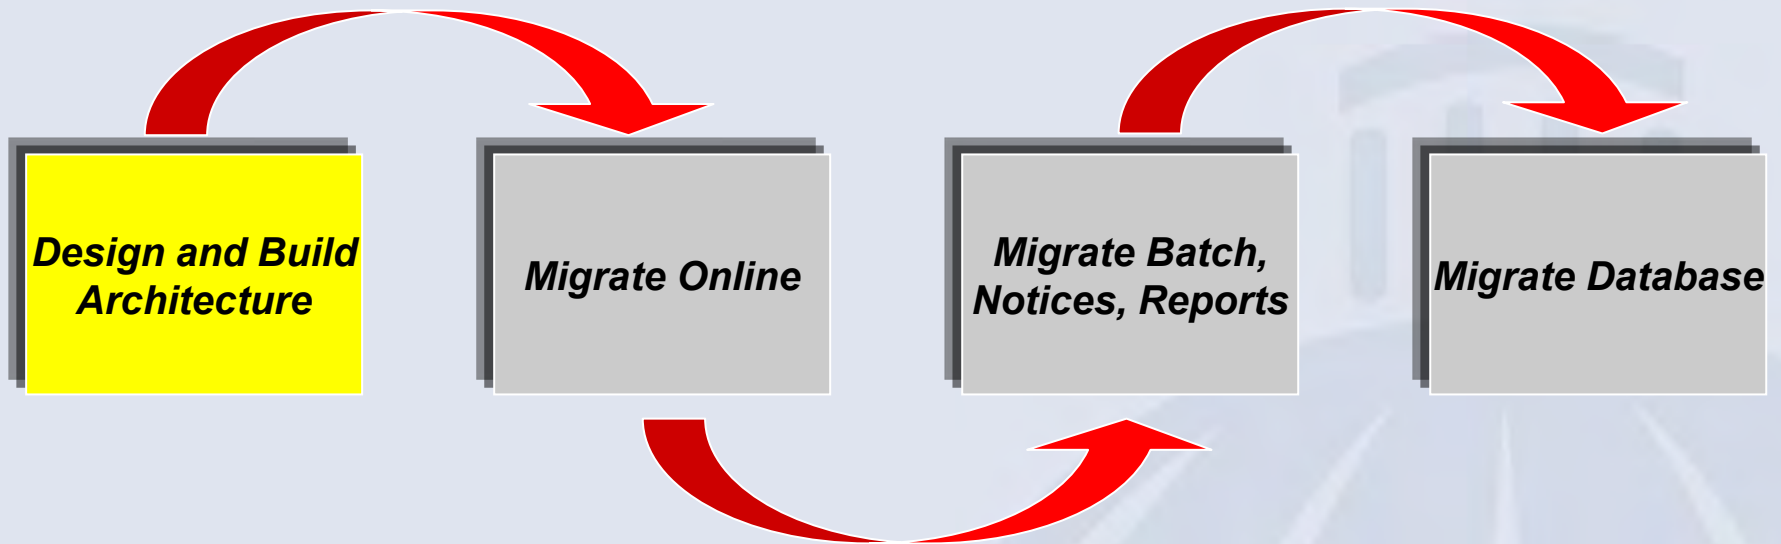 Design and Build
Architecture
Migrate Online
Migrate Batch,
Notices, Reports
Migrate Database